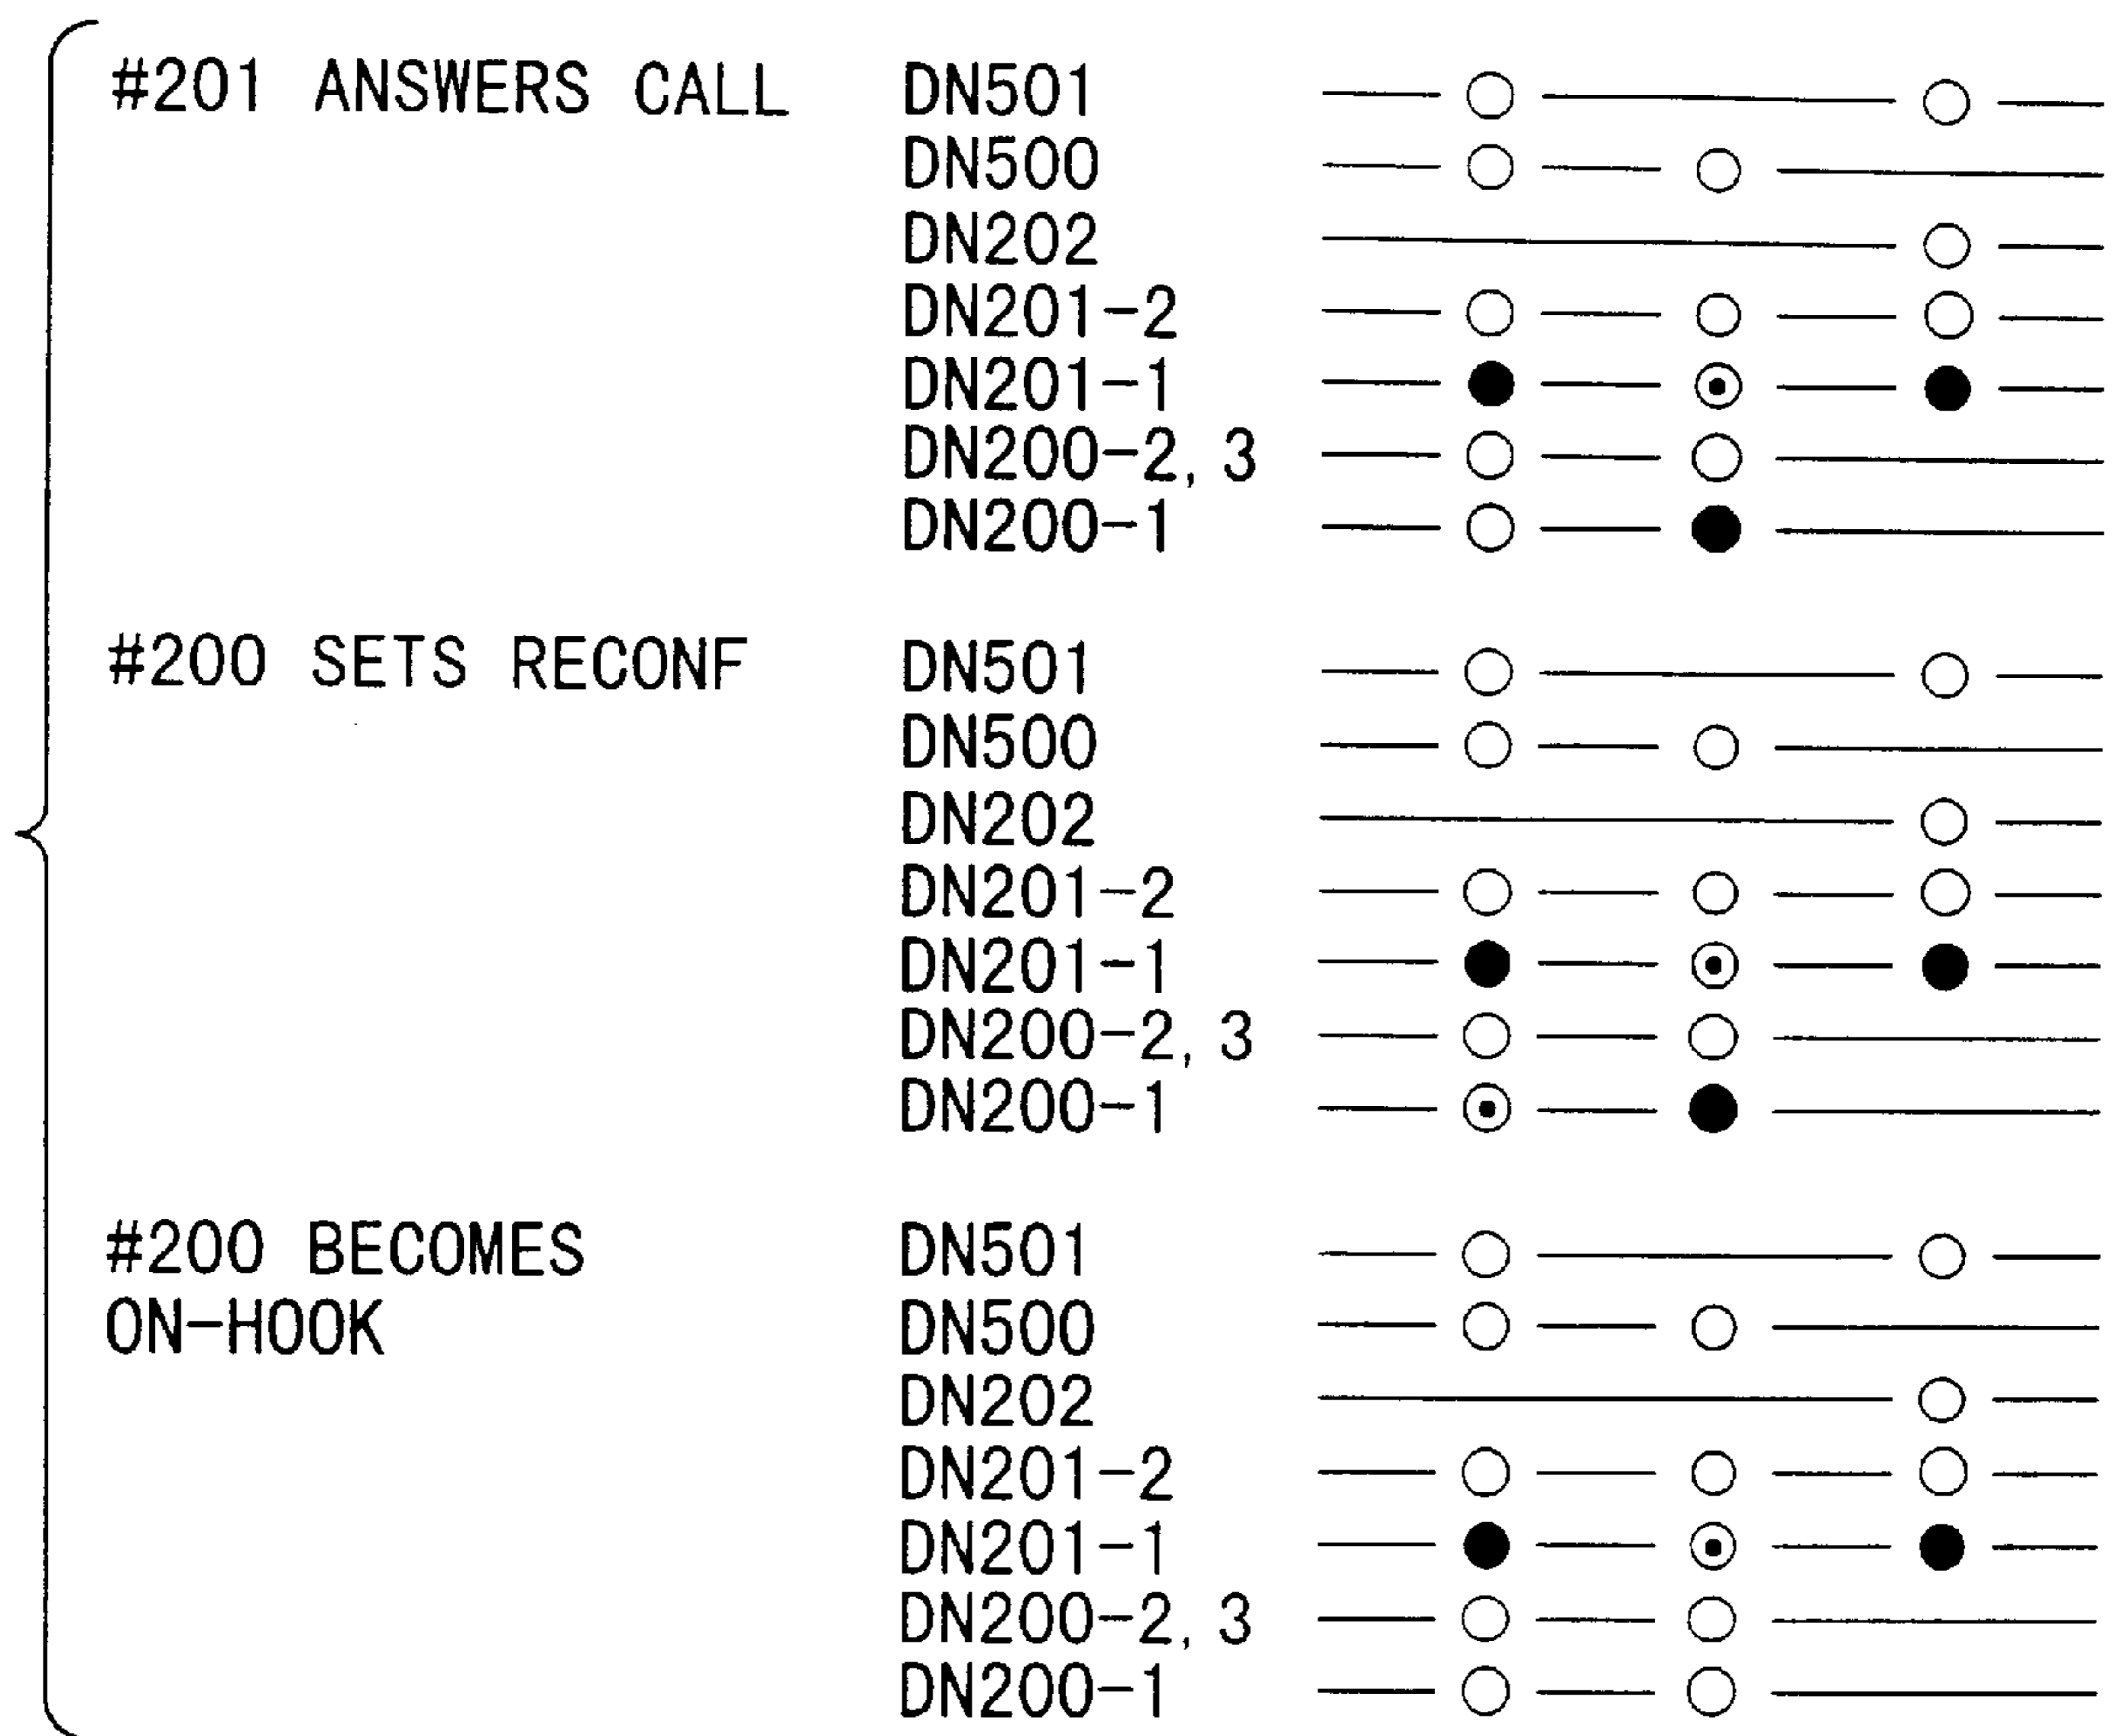 #201 ANSWERS CALL DN501
DN500
DN202
DN201-2
DN201-1
DN200-2, 3
DN200-1
#200 SETS RECONF DN501
DN500
DN202
DN201-2
DN201-1
DN200-2, 3
DN200-1
#200 BECOMES DN501
ON-HOOK DN500
DN202
DN201-2
DN201-1
DN200-2, 3
DN200-1